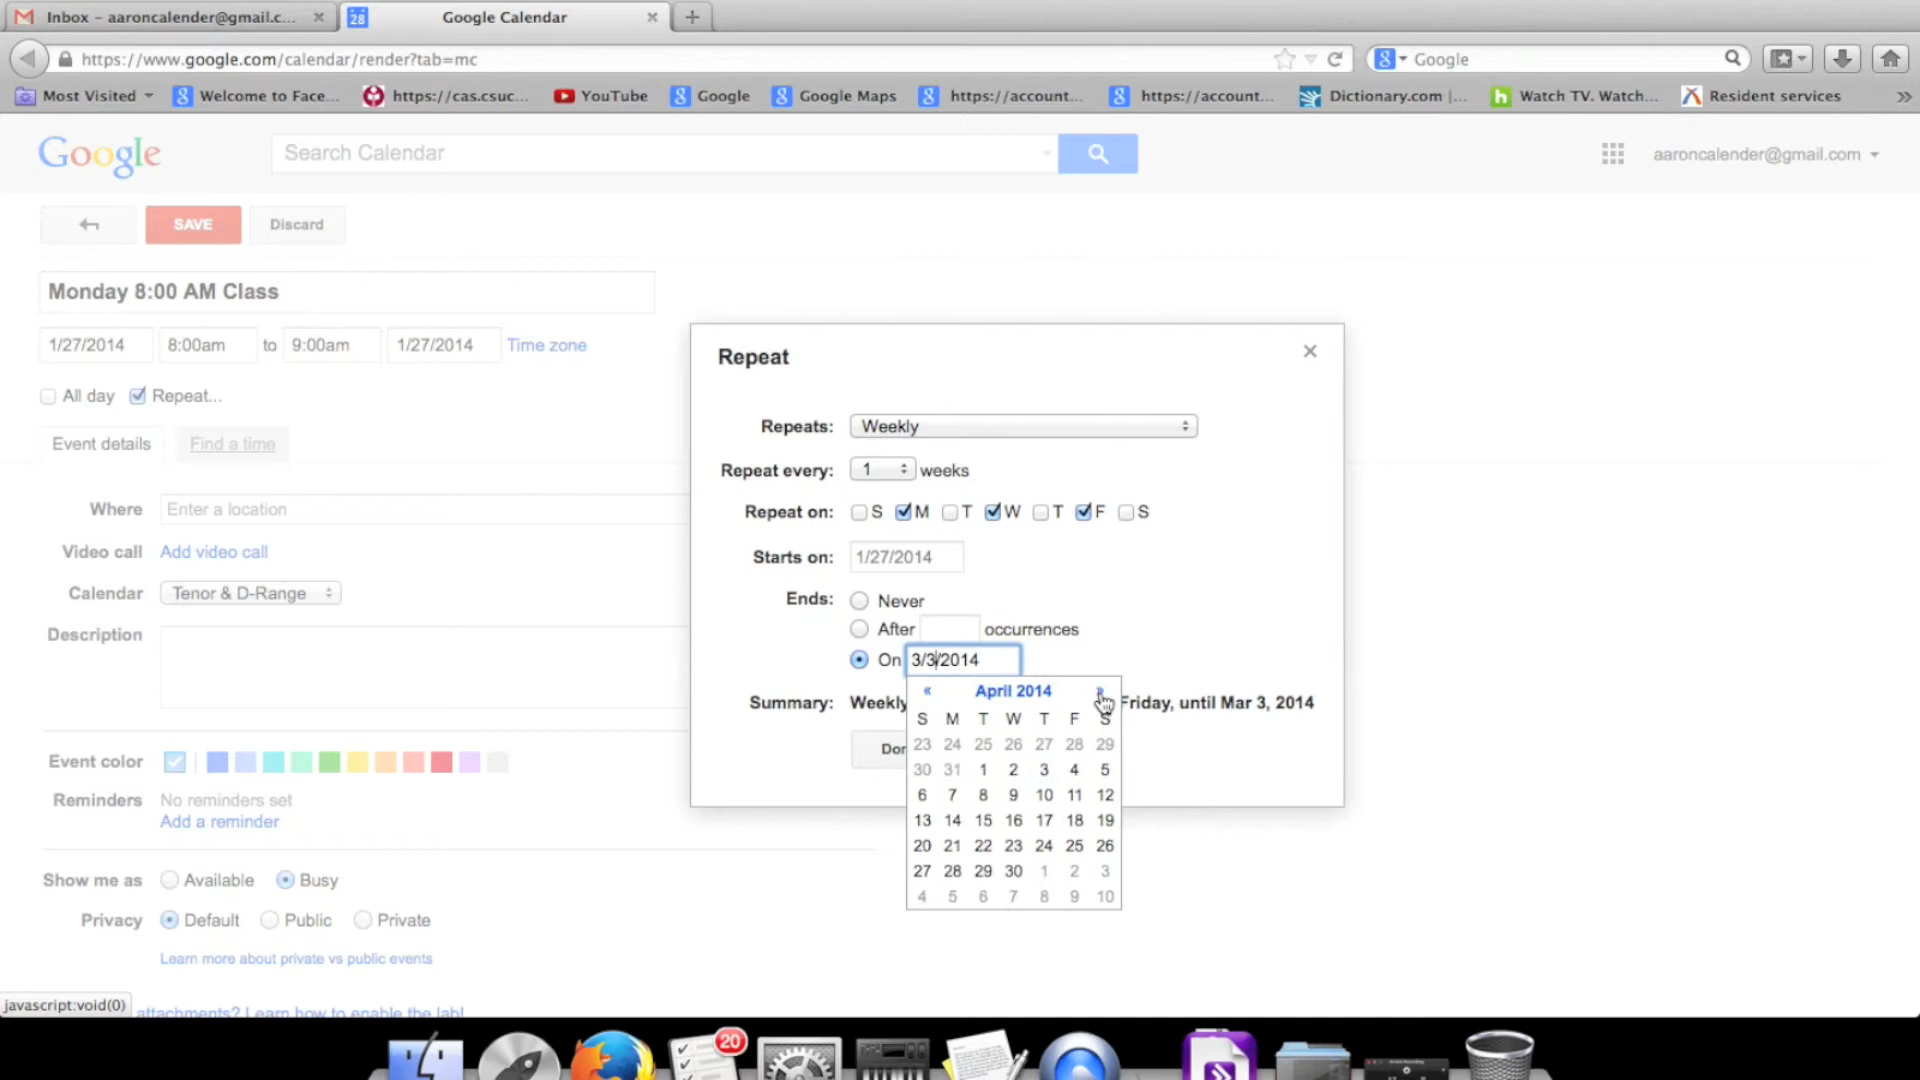 Inbox - aaroncalender@gmail.c... ×
28 Google Calendar ×
https://www.google.com/calendar/render?tab=mc
Google
Most Visited Welcome to Face... https://cas.csuc... YouTube Google Google Maps https://account... https://account... Dictionary.com |... Watch TV. Watch... Resident services »
Google
Search Calendar
aaroncalender@gmail.com
SAVE Discard
Monday 8:00 AM Class
1/27/2014 8:00am to 9:00am 1/27/2014 Time zone
All day Repeat...
Event details Find a time
Where Enter a location
Video call Add video call
Calendar Tenor & D-Range
Description
Event color
Reminders No reminders set
Add a reminder
Show me as Available Busy
Privacy Default Public Private
Learn more about private vs public events
attachments? Learn how to enable the lab!
javascript:void(0)
Repeat ×
Repeats: Weekly
Repeat every: 1 weeks
Repeat on: S M T W T F S
Starts on: 1/27/2014
Ends: Never
After occurrences
On 3/3/2014
Summary: Weekly Friday, until Mar 3, 2014
Don
« April 2014 »
S M T W T F S
23 24 25 26 27 28 29
30 31 1 2 3 4 5
6 7 8 9 10 11 12
13 14 15 16 17 18 19
20 21 22 23 24 25 26
27 28 29 30 1 2 3
4 5 6 7 8 9 10
20